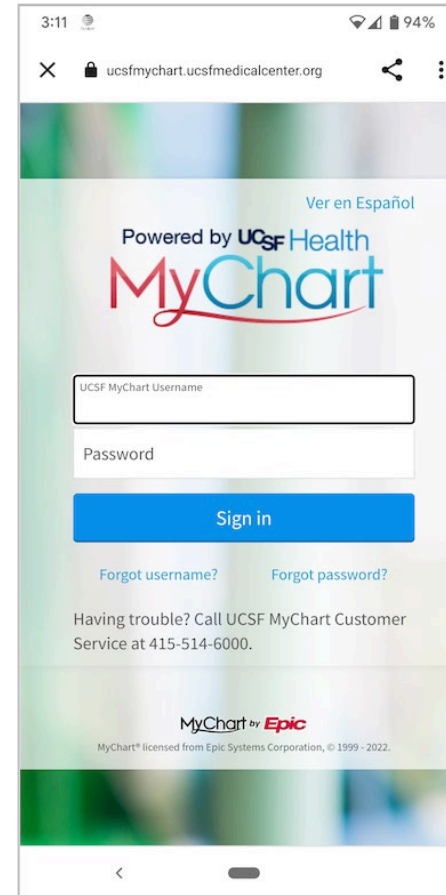 3:11
94%
ucsfmychart.ucsfmedicalcenter.org
Ver en Español
Powered by UCSF Health
MyChart
UCSF MyChart Username
Password
Sign in
Forgot username? Forgot password?
Having trouble? Call UCSF MyChart Customer
Service at 415-514-6000.
MyChart by Epic
MyChart® licensed from Epic Systems Corporation, © 1999 - 2022.